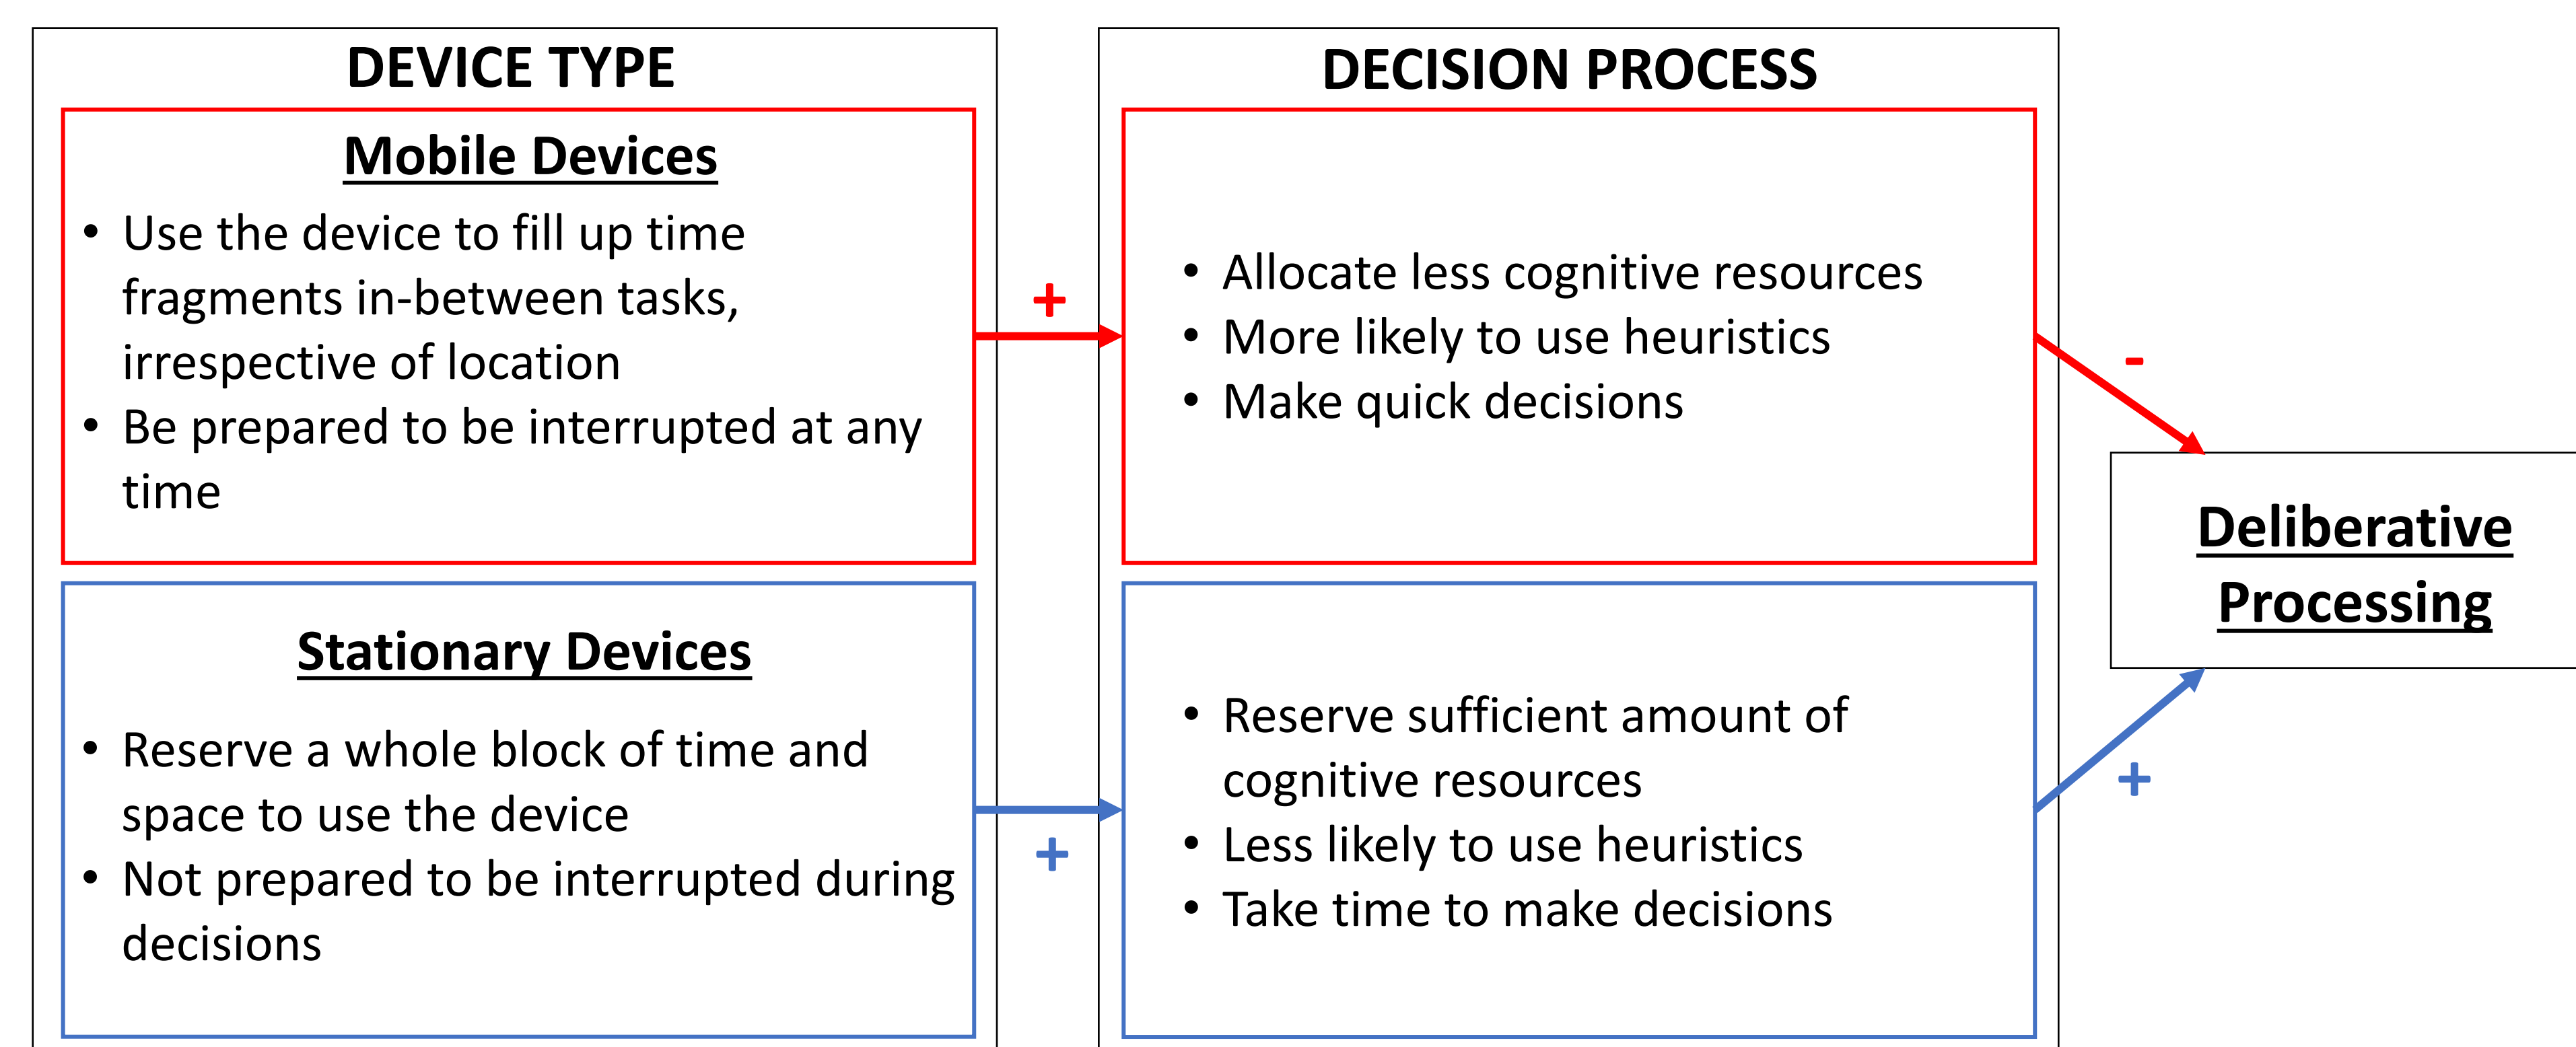 DEVICE TYPE
Mobile Devices
• Use the device to fill up time
fragments in-between tasks,
irrespective of location
• Be prepared to be interrupted at any
time
Stationary Devices
• Reserve a whole block of time and
space to use the device
• Not prepared to be interrupted during
decisions
+
+
DECISION PROCESS
• Allocate less cognitive resources
• More likely to use heuristics
• Make quick decisions
• Reserve sufficient amount of
cognitive resources
• Less likely to use heuristics
• Take time to make decisions
-
+
Deliberative
Processing